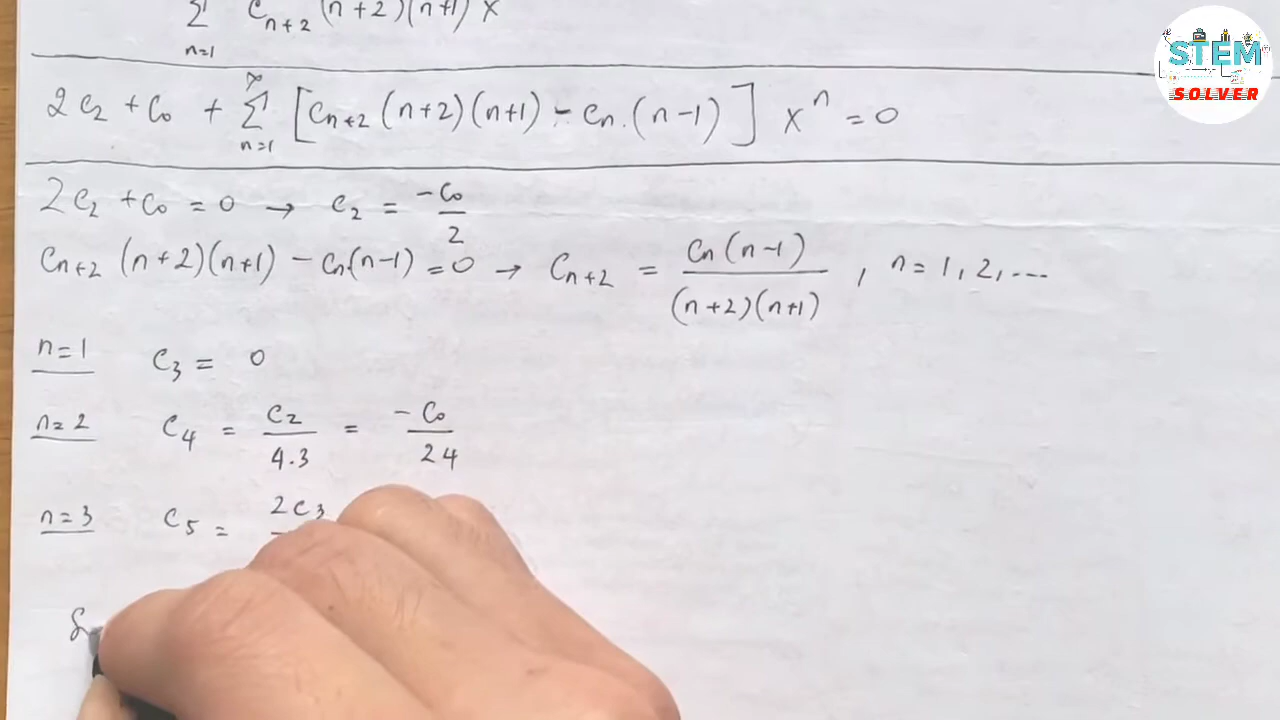 ∞
Σ c_{n+2} (n+2)(n+1) x
n=1
STEM
SOLVER
2c₂ + c₀ + Σ_{n=1}^{∞} [c_{n+2} (n+2)(n+1) - c_n . (n-1)] xⁿ = 0
2c₂ + c₀ = 0 → c₂ = -c₀/2
c_{n+2} (n+2)(n+1) - c_n(n-1) = 0 → c_{n+2} = c_n(n-1)/(n+2)(n+1) , n = 1, 2, ...
n=1 c₃ = 0
n=2 c₄ = c₂/4.3 = -c₀/24
n=3 c₅ = 2c₃